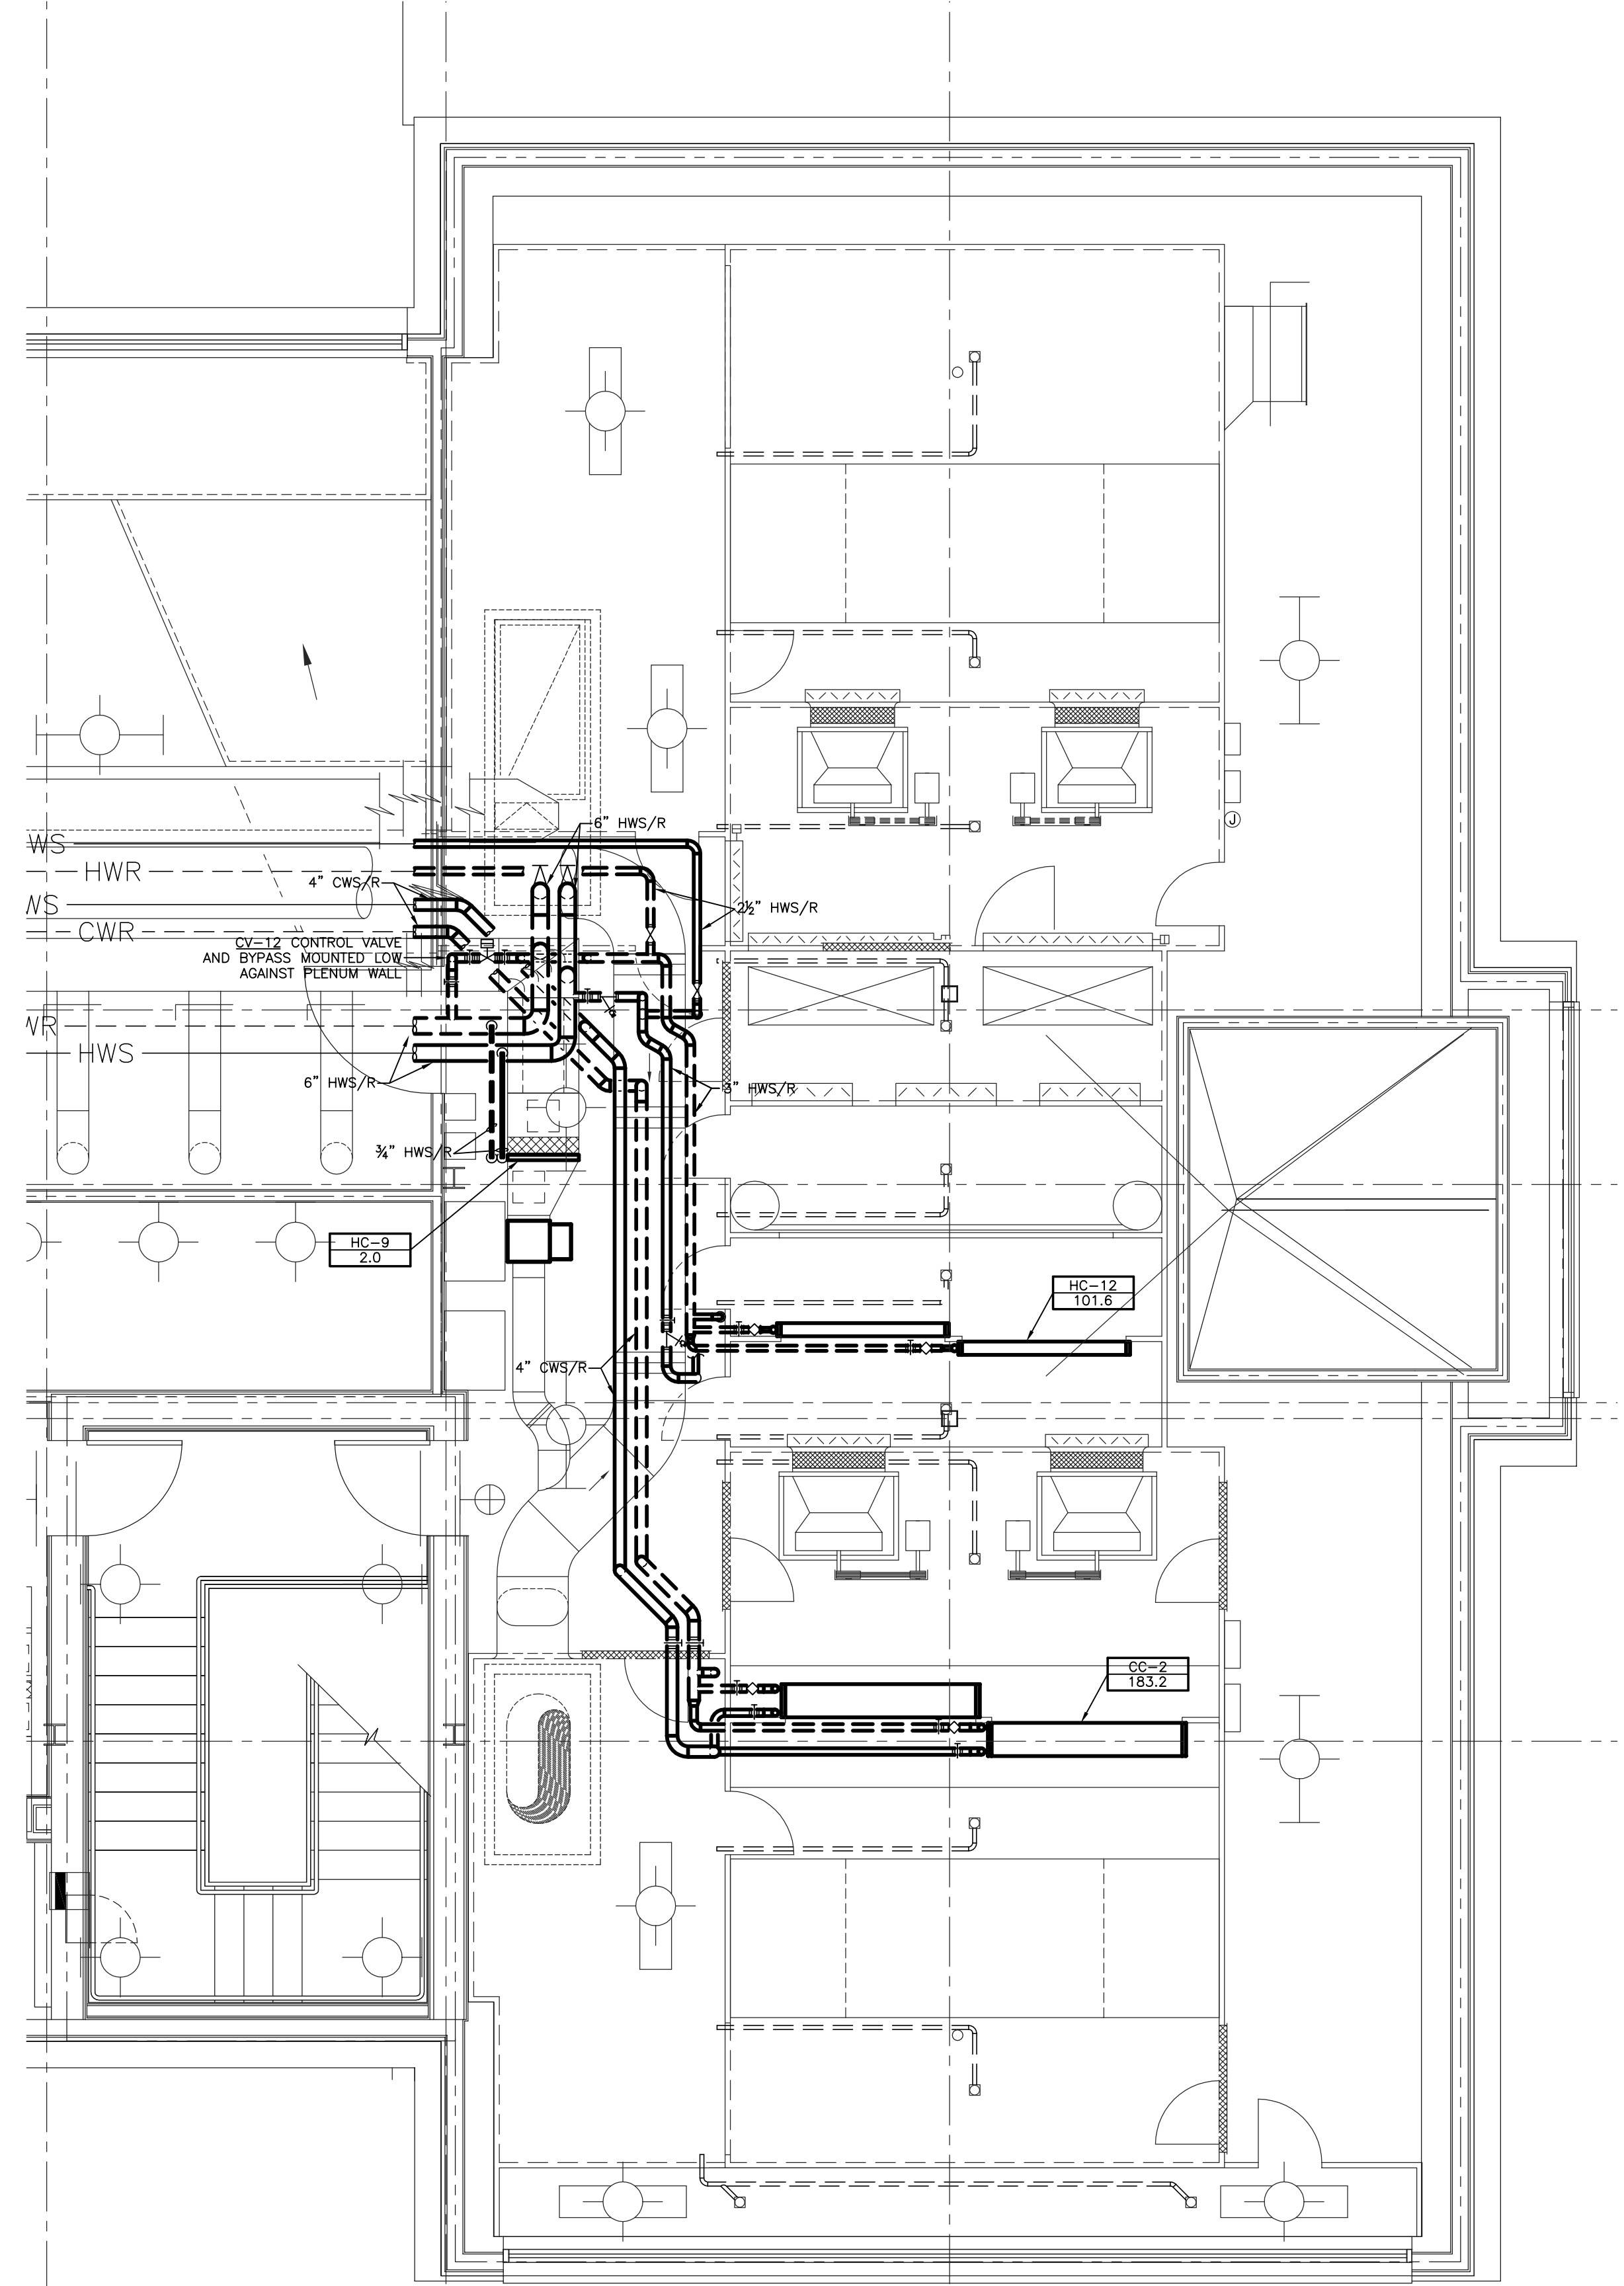 6" HWS/R
WS
HWR
4" CWS/R
WS
2½" HWS/R
CWR
CV-12 CONTROL VALVE
AND BYPASS MOUNTED LOW
AGAINST PLENUM WALL
J
WR
HWS
6" HWS/R
3" HWS/R
¾" HWS/R
HC-9
2.0
HC-12
101.6
4" CWS/R
CC-2
183.2